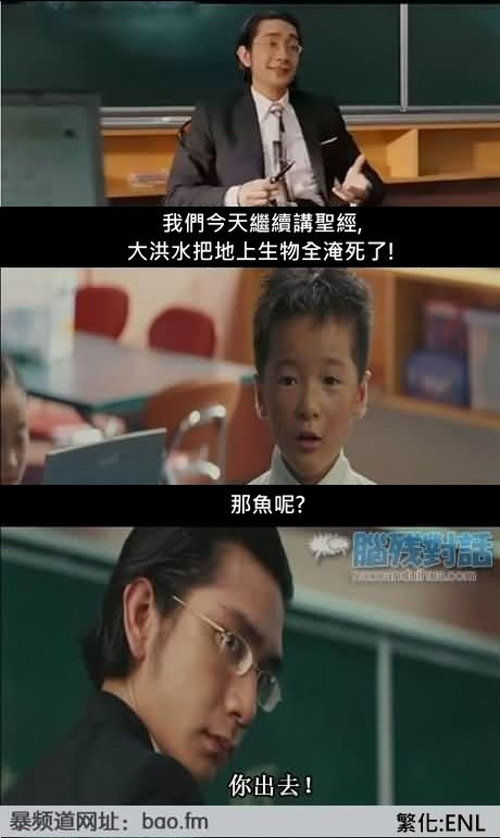 我們今天繼續講聖經,
大洪水把地上生物全淹死了!
那魚呢?
腦殘對話
naocanduihua.com
你出去!
暴频道网址: bao.fm
繁化:ENL